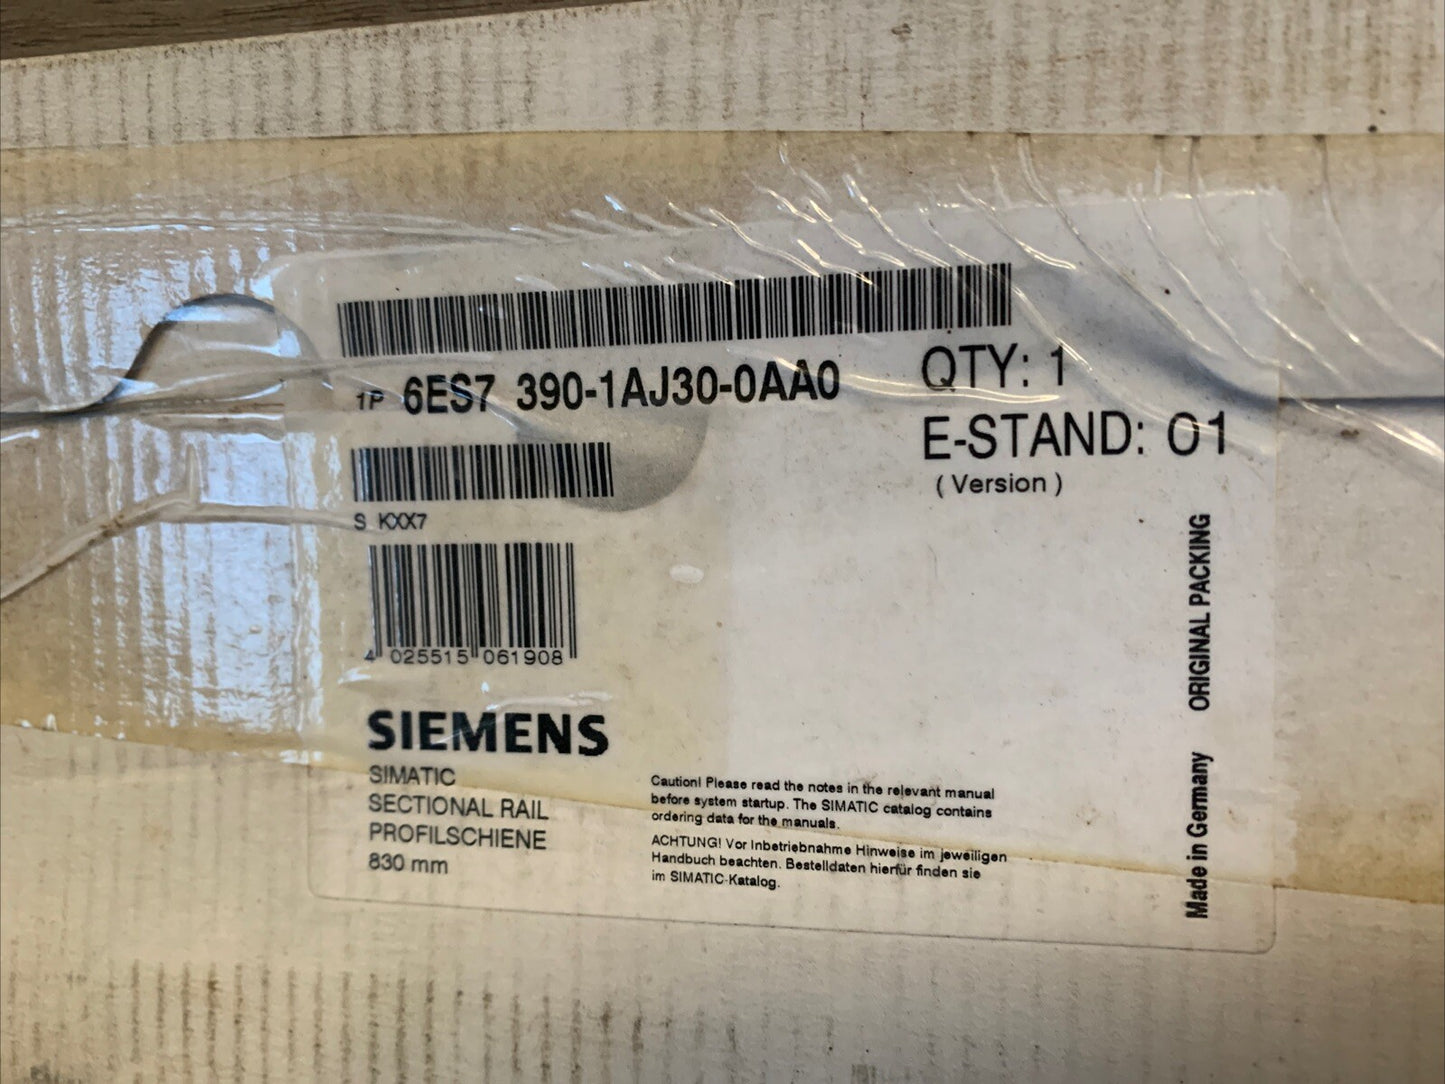 1P 6ES7 390-1AJ30-0AA0
QTY: 1
E-STAND: 01
( Version )
S KXX7
4 025515 061908
SIEMENS
SIMATIC
SECTIONAL RAIL
PROFILSCHIENE
830 mm
Caution! Please read the notes in the relevant manual
before system startup. The SIMATIC catalog contains
ordering data for the manuals.
ACHTUNG! Vor Inbetriebnahme Hinweise im jeweiligen
Handbuch beachten. Bestelldaten hierfür finden sie
im SIMATIC-Katalog.
Made in Germany ORIGINAL PACKING